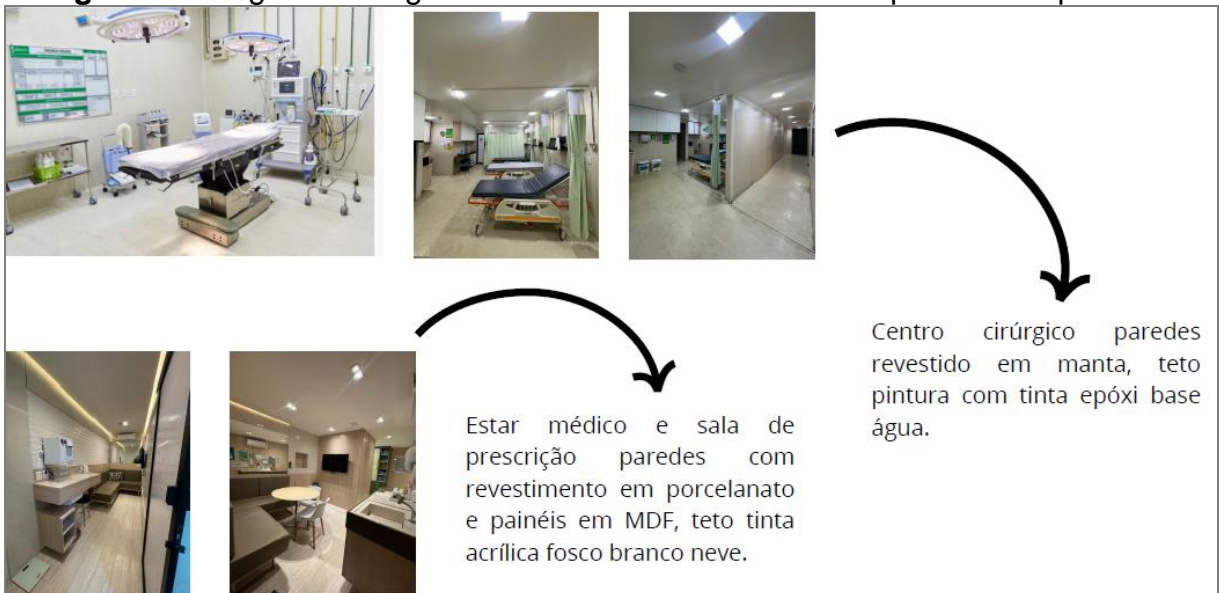 Estar médico e sala de
prescrição paredes com
revestimento em porcelanato
e painéis em MDF, teto tinta
acrílica fosco branco neve.
Centro cirúrgico paredes
revestido em manta, teto
pintura com tinta epóxi base
água.